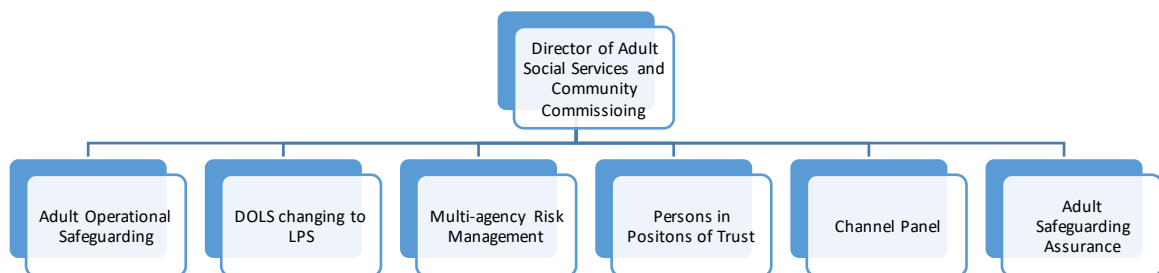 Director of Adult
Social Services and
Community
Commissioing
Adult Operational
Safeguarding
DOLS changing to
LPS
Multi-agency Risk
Management
Persons in
Positons of Trust
Channel Panel
Adult
Safeguarding
Assurance